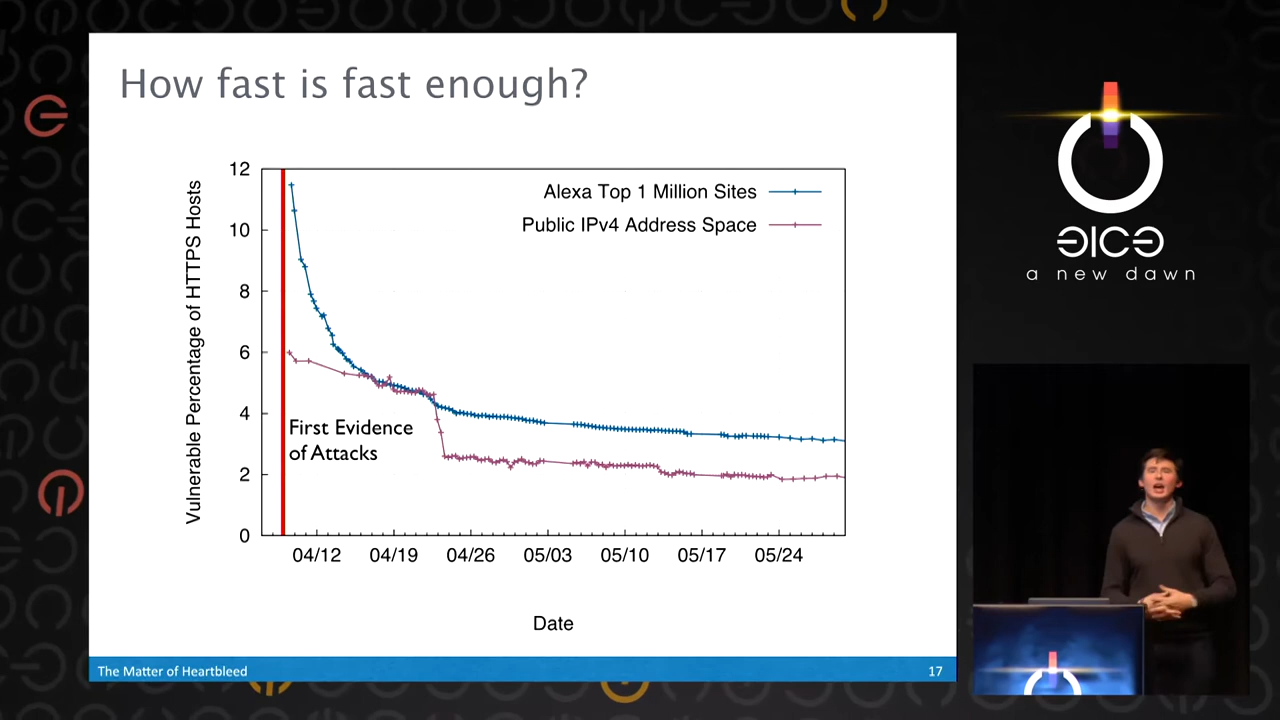 How fast is fast enough?
12
10
8
6
4
2
0
Vulnerable Percentage of HTTPS Hosts
Alexa Top 1 Million Sites
Public IPv4 Address Space
First Evidence
of Attacks
04/12 04/19 04/26 05/03 05/10 05/17 05/24
Date
The Matter of Heartbleed 17
31C3
a new dawn